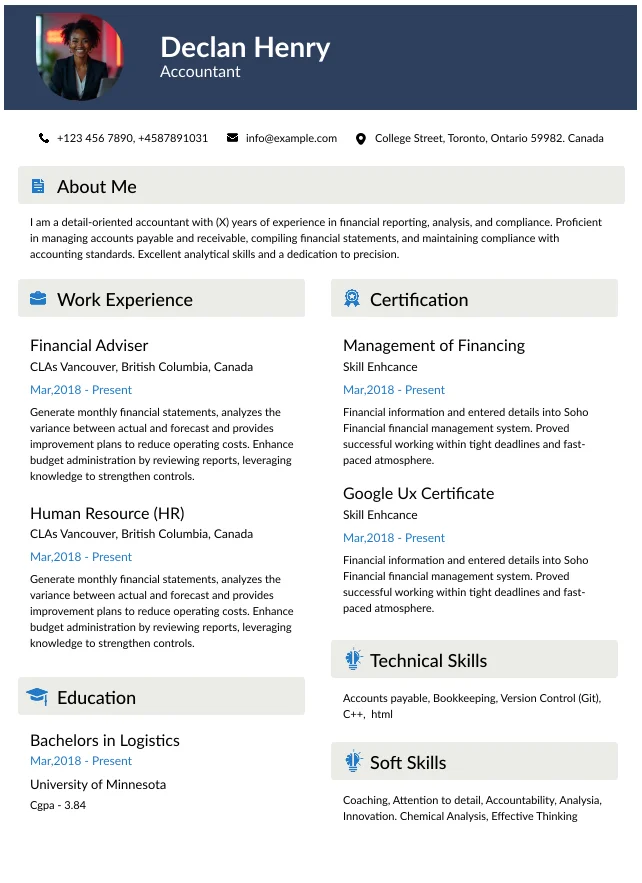 Declan Henry
Accountant
+123 456 7890, +4587891031
info@example.com
College Street, Toronto, Ontario 59982. Canada
About Me
I am a detail-oriented accountant with (X) years of experience in financial reporting, analysis, and compliance. Proficient
in managing accounts payable and receivable, compiling financial statements, and maintaining compliance with
accounting standards. Excellent analytical skills and a dedication to precision.
Work Experience
Financial Adviser
CLAs Vancouver, British Columbia, Canada
Mar,2018 - Present
Generate monthly financial statements, analyzes the
variance between actual and forecast and provides
improvement plans to reduce operating costs. Enhance
budget administration by reviewing reports, leveraging
knowledge to strengthen controls.
Human Resource (HR)
CLAs Vancouver, British Columbia, Canada
Mar,2018 - Present
Generate monthly financial statements, analyzes the
variance between actual and forecast and provides
improvement plans to reduce operating costs. Enhance
budget administration by reviewing reports, leveraging
knowledge to strengthen controls.
Education
Bachelors in Logistics
Mar,2018 - Present
University of Minnesota
Cgpa - 3.84
Certification
Management of Financing
Skill Enhcance
Mar,2018 - Present
Financial information and entered details into Soho
Financial financial management system. Proved
successful working within tight deadlines and fast-
paced atmosphere.
Google Ux Certificate
Skill Enhcance
Mar,2018 - Present
Financial information and entered details into Soho
Financial financial management system. Proved
successful working within tight deadlines and fast-
paced atmosphere.
Technical Skills
Accounts payable, Bookkeeping, Version Control (Git),
C++, html
Soft Skills
Coaching, Attention to detail, Accountability, Analysia,
Innovation. Chemical Analysis, Effective Thinking